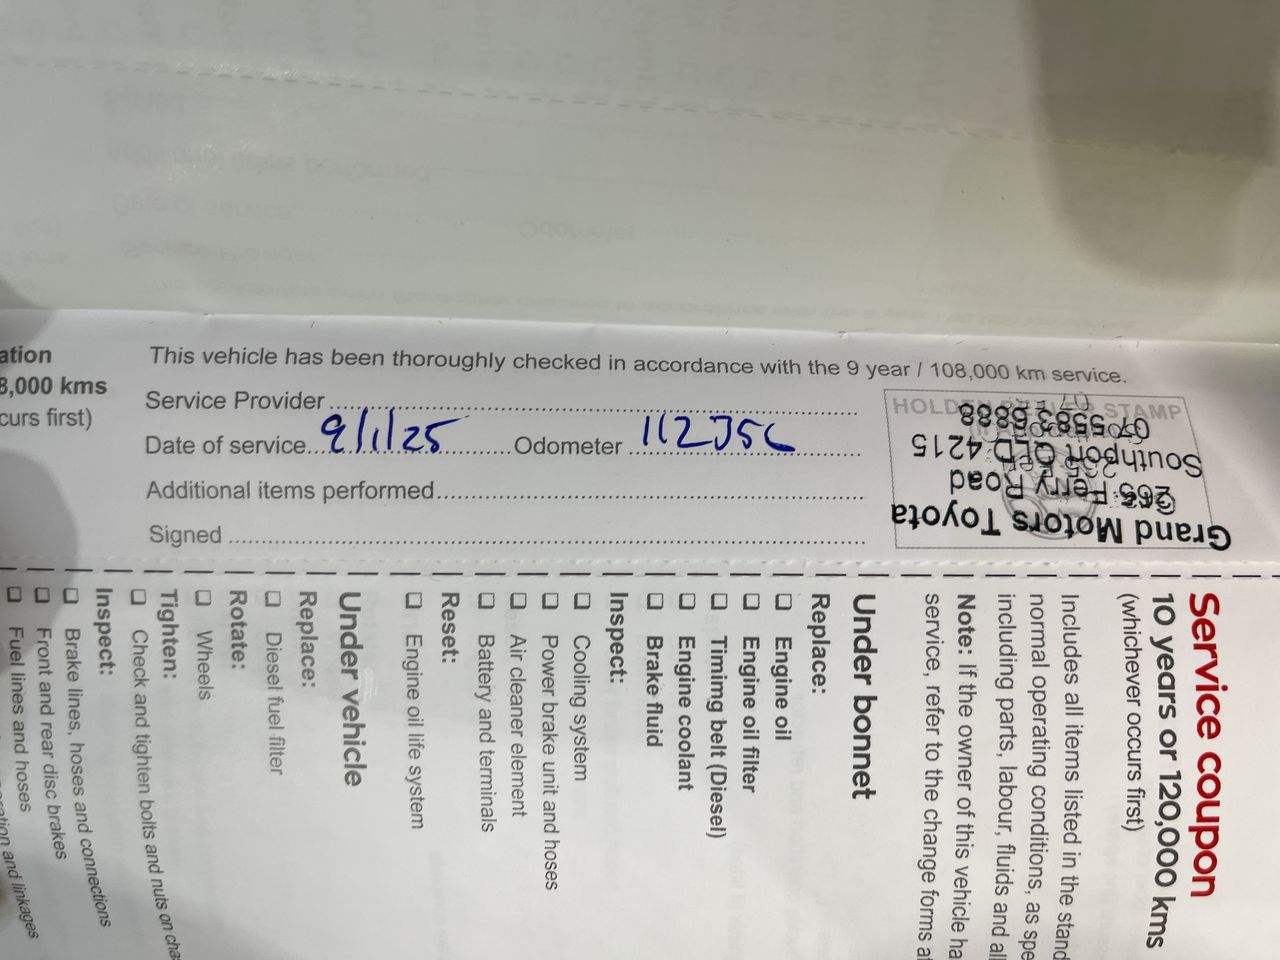 ation
8,000 kms
curs first)
This vehicle has been thoroughly checked in accordance with the 9 year / 108,000 km service.
Service Provider
Date of service 9/1/25 Odometer
Additional items performed
Signed
HOLDEN STAMP
Grand Motors Toyota
265 Ferry Road
Southport QLD 4215
07 5583 6888
Service coupon
10 years or 120,000 kms
(whichever occurs first)
Includes all items listed in the stand
normal operating conditions, as spe
including parts, labour, fluids and all
Note: If the owner of this vehicle ha
service, refer to the change forms at
Under bonnet
Replace:
Engine oil
Engine oil filter
Timimg belt (Diesel)
Engine coolant
Brake fluid
Inspect:
Cooling system
Power brake unit and hoses
Air cleaner element
Battery and terminals
Reset:
Engine oil life system
Under vehicle
Replace:
Diesel fuel filter
Rotate:
Wheels
Tighten:
Check and tighten bolts and nuts on cha
Inspect:
Brake lines, hoses and connections
Front and rear disc brakes
Fuel lines and hoses
ration and linkages